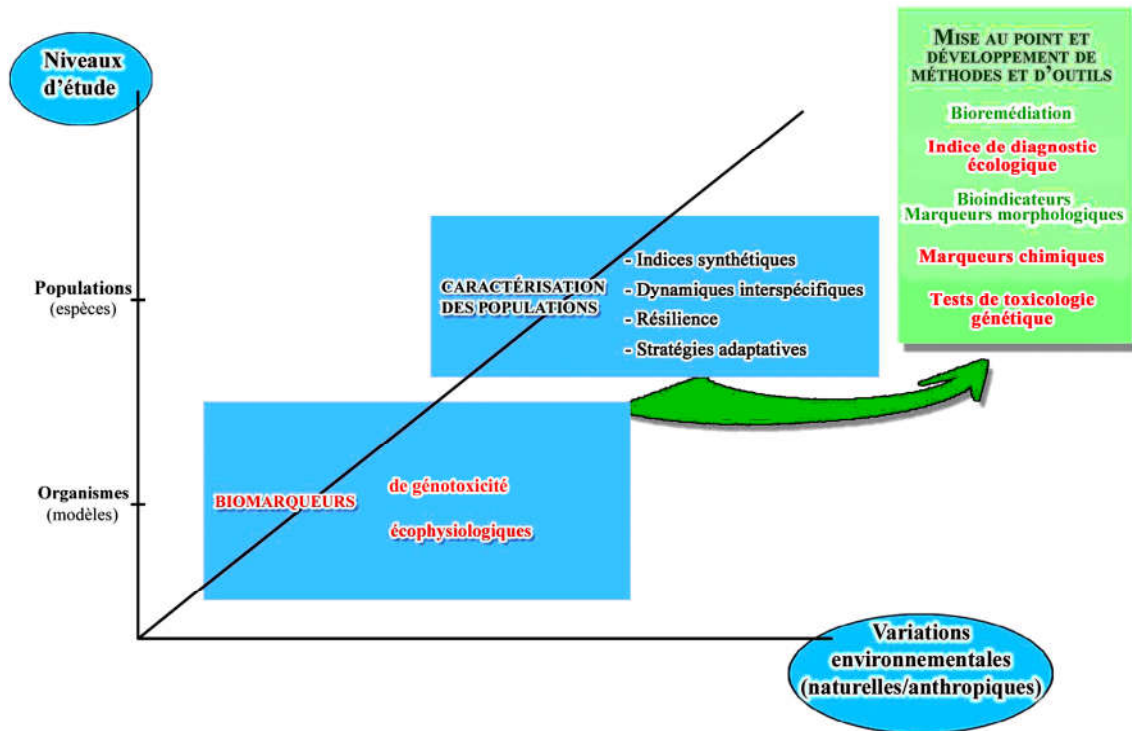 Niveaux
d'étude
MISE AU POINT ET
DÉVELOPPEMENT DE
MÉTHODES ET D'OUTILS
Bioremédiation
Indice de diagnostic
écologique
Bioindicateurs
Marqueurs morphologiques
Marqueurs chimiques
Tests de toxicologie
génétique
Populations
(espèces)
CARACTÉRISATION
DES POPULATIONS
- Indices synthétiques
- Dynamiques interspécifiques
- Résilience
- Stratégies adaptatives
Organismes
(modèles)
BIOMARQUEURS
de génotoxicité
écophysiologiques
Variations
environnementales
(naturelles/anthropiques)